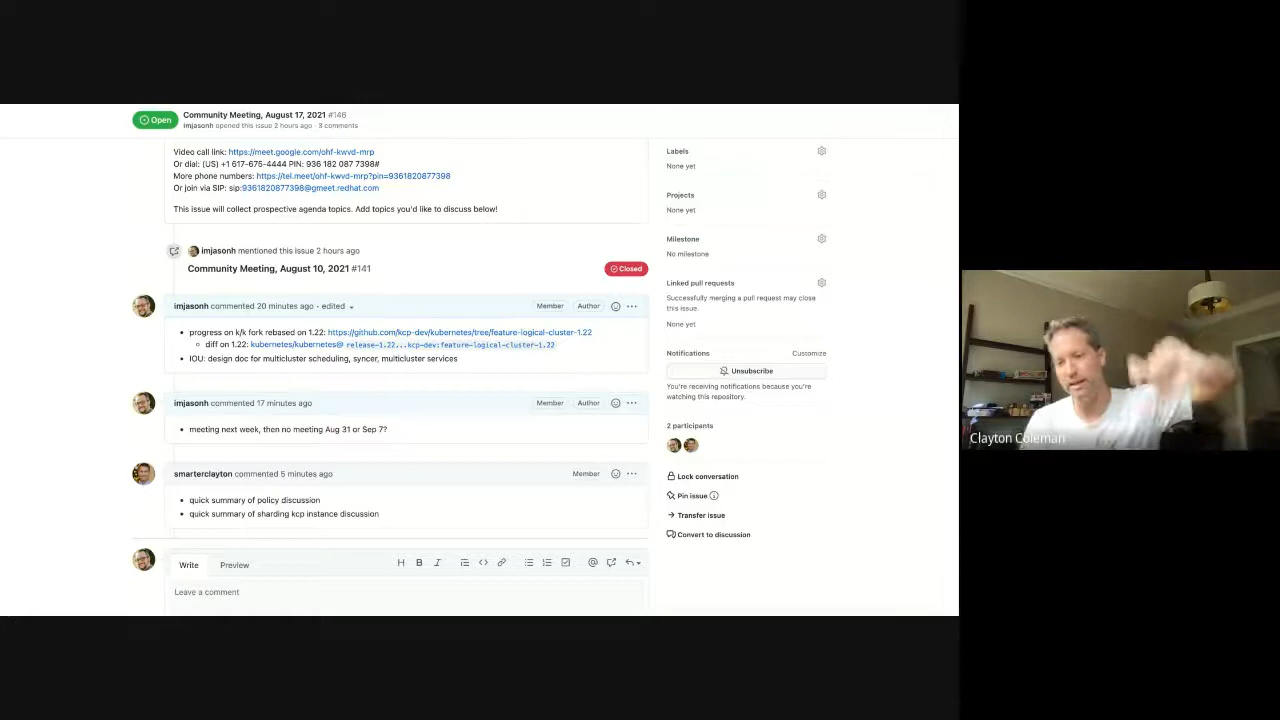 Open
Community Meeting, August 17, 2021 #146
imjasonh opened this issue 2 hours ago · 3 comments
Video call link: https://meet.google.com/ohf-kwvd-mrp
Or dial: (US) +1 617-675-4444 PIN: 936 182 087 7398#
More phone numbers: https://tel.meet/ohf-kwvd-mrp?pin=9361820877398
Or join via SIP: sip:9361820877398@gmeet.redhat.com
This issue will collect prospective agenda topics. Add topics you'd like to discuss below!
imjasonh mentioned this issue 2 hours ago
Community Meeting, August 10, 2021 #141
Closed
imjasonh commented 20 minutes ago · edited
Member
Author
progress on k/k fork rebased on 1.22: https://github.com/kcp-dev/kubernetes/tree/feature-logical-cluster-1.22
diff on 1.22: kubernetes/kubernetes@ release-1.22...kcp-dev:feature-logical-cluster-1.22
IOU: design doc for multicluster scheduling, syncer, multicluster services
imjasonh commented 17 minutes ago
Member
Author
meeting next week, then no meeting Aug 31 or Sep 7?
smarterclayton commented 5 minutes ago
Member
quick summary of policy discussion
quick summary of sharding kcp instance discussion
Write
Preview
Leave a comment
Labels
None yet
Projects
None yet
Milestone
No milestone
Linked pull requests
Successfully merging a pull request may close
this issue.
None yet
Notifications
Customize
Unsubscribe
You're receiving notifications because you're
watching this repository.
2 participants
Lock conversation
Pin issue
Transfer issue
Convert to discussion
Clayton Coleman